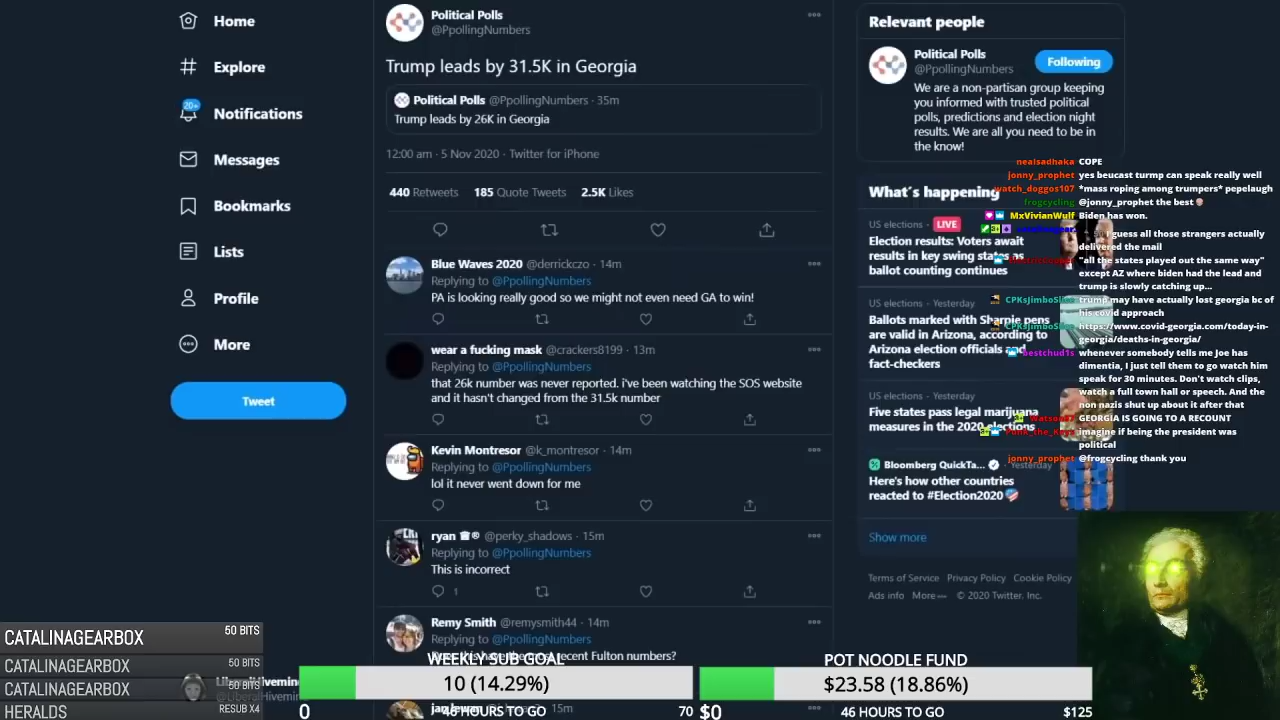 Home
Explore
20+
Notifications
Messages
Bookmarks
Lists
Profile
More
Tweet
Political Polls
@PpollingNumbers
Trump leads by 31.5K in Georgia
Political Polls @PpollingNumbers · 35m
Trump leads by 26K in Georgia
12:00 am · 5 Nov 2020 · Twitter for iPhone
440 Retweets 185 Quote Tweets 2.5K Likes
Blue Waves 2020 @derrickczo · 14m
Replying to @PpollingNumbers
PA is looking really good so we might not even need GA to win!
wear a fucking mask @crackers8199 · 13m
Replying to @PpollingNumbers
that 26k number was never reported. i've been watching the SOS website
and it hasn't changed from the 31.5k number
Kevin Montresor @k_montresor · 14m
Replying to @PpollingNumbers
lol it never went down for me
ryan ® @perky_shadows · 15m
Replying to @PpollingNumbers
This is incorrect
1
Remy Smith @remysmith44 · 14m
Replying to @PpollingNumbers
recent Fulton numbers?
15m
Relevant people
Political Polls
@PpollingNumbers
Following
We are a non-partisan group keeping
you informed with trusted political
polls, predictions and election night
results. We are all you need to be in
the know!
What's happening
US elections · LIVE
Election results: Voters await
results in key swing states as
ballot counting continues
US elections · Yesterday
Ballots marked with Sharpie pens
are valid in Arizona, according to
Arizona election officials and
fact-checkers
US elections · Yesterday
Five states pass legal marijuana
measures in the 2020 elections
Bloomberg QuickTa... · Yesterday
Here's how other countries
reacted to #Election2020
Show more
Terms of Service Privacy Policy Cookie Policy
Ads info More © 2020 Twitter, Inc.
nealsadhaka COPE
jonny_prophet yes beucast turmp can speak really well
watch_doggos107 *mass roping among trumpers* pepelaugh
frogcycling @jonny_prophet the best
MxVivianWulf Biden has won.
I guess all those strangers actually
delivered the mail
"all the states played out the same way"
except AZ where biden had the lead and
trump is slowly catching up...
CPKsJimboSlice trump may have actually lost georgia bc of
his covid approach
CPKsJimboSlice https://www.covid-georgia.com/today-in-
georgia/deaths-in-georgia/
bestchud1s whenever somebody tells me Joe has
dimentia, I just tell them to go watch him
speak for 30 minutes. Don't watch clips,
watch a full town hall or speech. And the
non nazis shut up about it after that
GEORGIA IS GOING TO A RECOUNT
imagine if being the president was
political
jonny_prophet @frogcycling thank you
CATALINAGEARBOX 50 BITS
CATALINAGEARBOX 50 BITS
CATALINAGEARBOX 50 BITS
HERALDS RESUB X4
WEEKLY SUB GOAL
10 (14.29%)
0 46 HOURS TO GO 70
POT NOODLE FUND
$23.58 (18.86%)
$0 46 HOURS TO GO $125